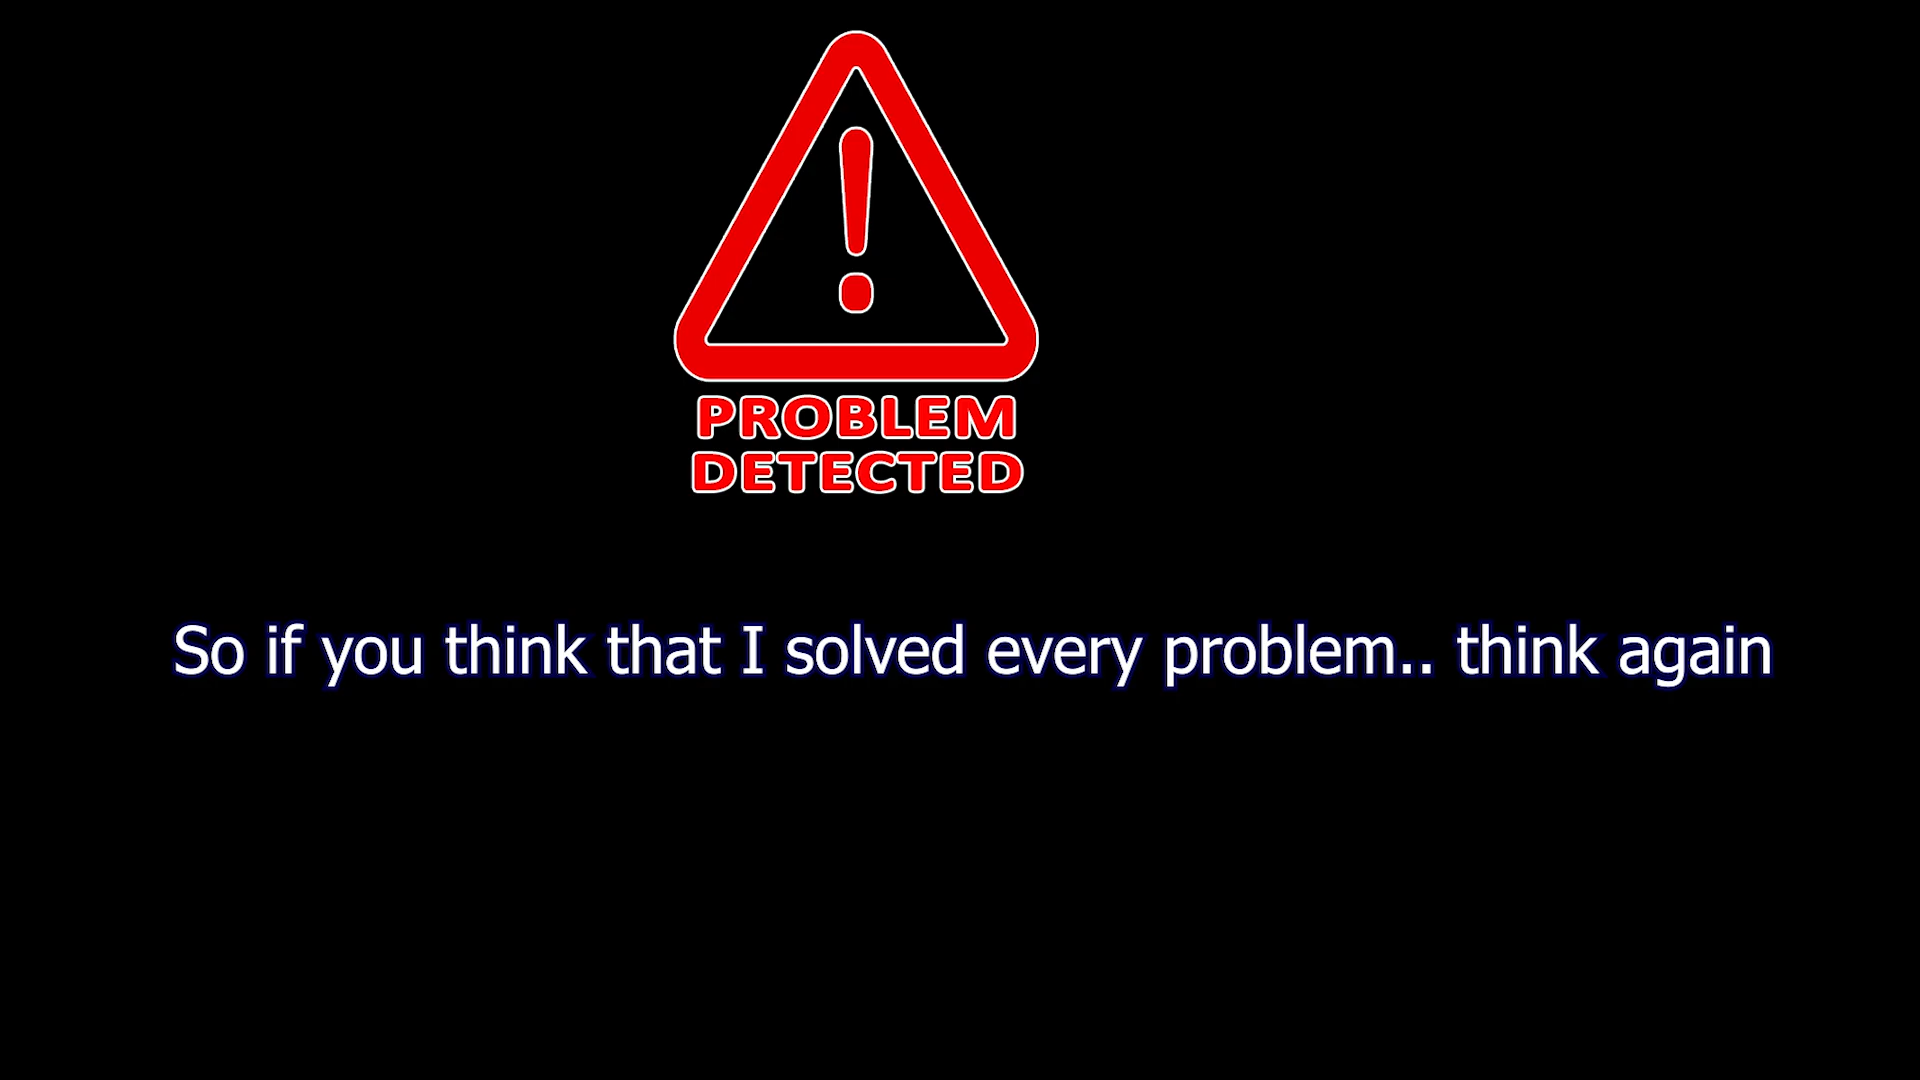 PROBLEM
DETECTED
So if you think that I solved every problem.. think again